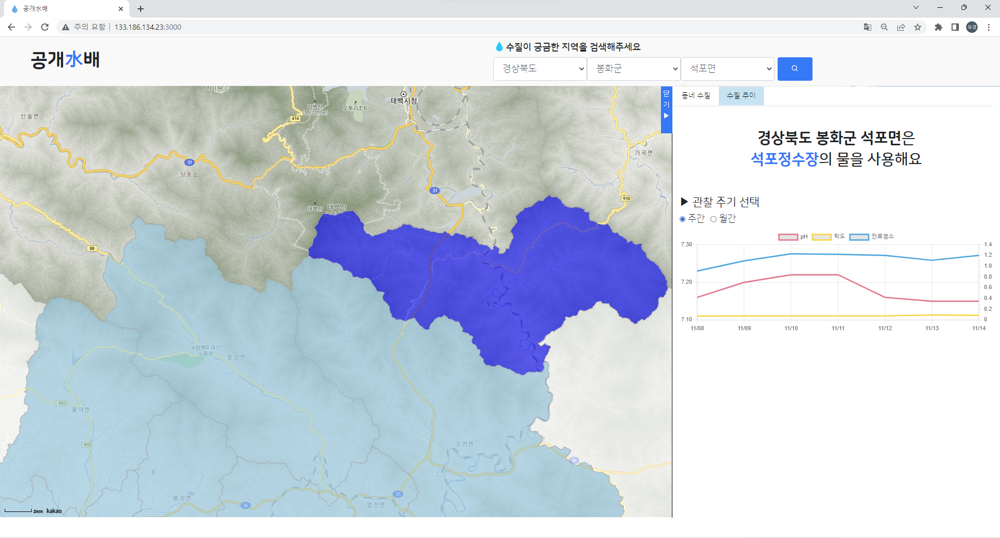 공개水배
주의 요함
133.186.134.23:3000
유경
공개水배
수질이 궁금한 지역을 검색해주세요
경상북도
봉화군
석포면
하이원CC
산솔면
함백산
(1,572.1m)
오투리조트
태백시청
414
31
상동읍
가곡면
31
910
태백산
태백산
국립공원
88
석포면
국립백두대간
수목원
춘양면
931
물야면
915
소천면
36
봉성면
36
법전면
31
2km
kakao
닫
기
▶
동네 수질
수질 추이
경상북도 봉화군 석포면은
석포정수장의 물을 사용해요
▶ 관찰 주기 선택
주간
월간
pH
탁도
잔류염소
7.30
7.20
7.10
1.4
1.2
1.0
0.8
0.6
0.4
0.2
0
11/08
11/09
11/10
11/11
11/12
11/13
11/14